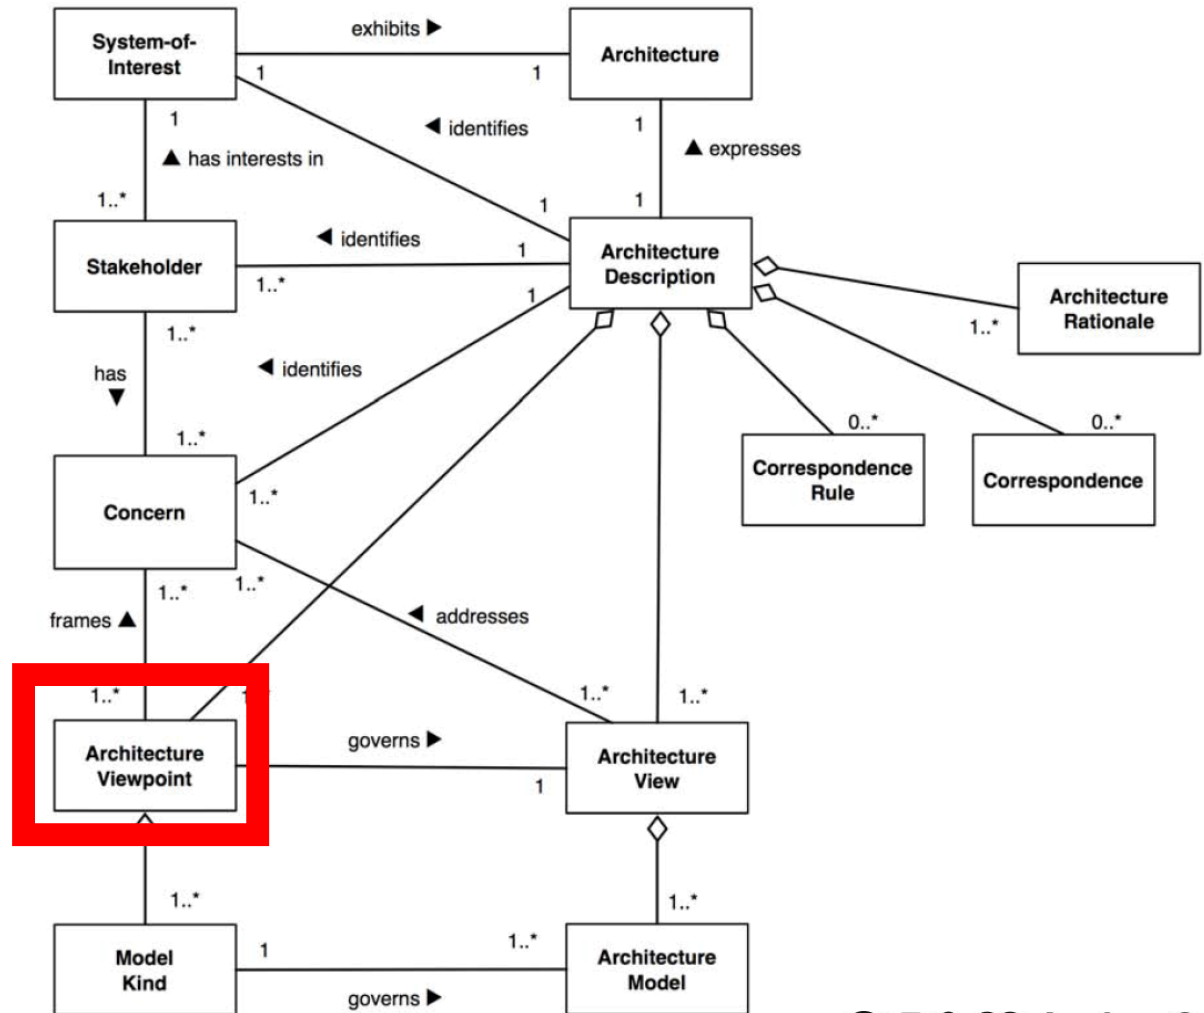 System-of-
Interest
exhibits ▶
Architecture
1
1
1
◀ identifies
1
▲ has interests in
▲ expresses
1..*
1
1
Stakeholder
◀ identifies
1
1..*
Architecture
Description
1
Architecture
Rationale
1..*
1..*
has
▼
◀ identifies
1..*
0..*
0..*
Concern
1..*
Correspondence
Rule
Correspondence
1..*
1..*
frames ▲
◀ addresses
1..*
1..*
1..*
Architecture
Viewpoint
governs ▶
1
Architecture
View
1..*
1..*
Model
Kind
1
1..*
governs ▶
Architecture
Model